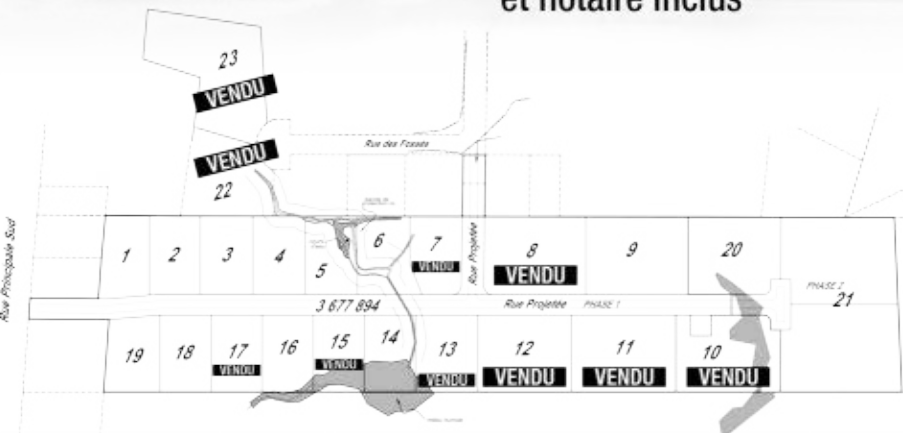 et notaire inclus
23
VENDU
Rue des Fossés
VENDU
22
Rue Principale Sud
1
2
3
4
5
6
7
VENDU
Rue Projetée
8
VENDU
9
20
PHASE 2
21
3 677 894
Rue Projetée PHASE 1
19
18
17
VENDU
16
15
VENDU
14
13
VENDU
12
VENDU
11
VENDU
10
VENDU